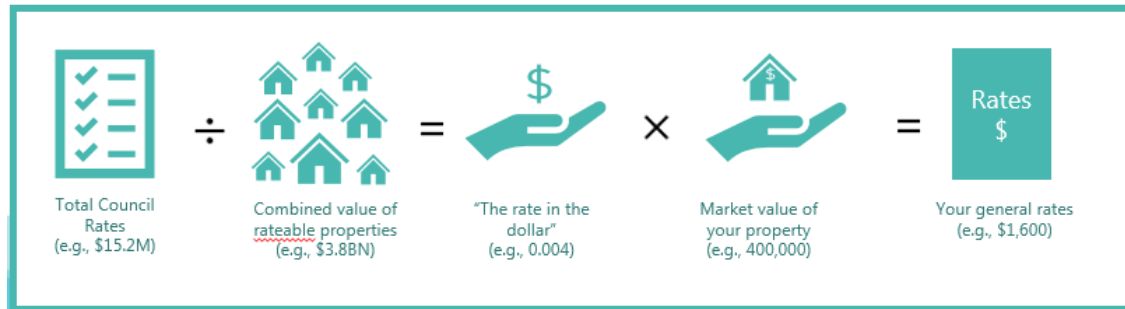 Total Council
Rates
(e.g., $15.2M)
÷
Combined value of
rateable properties
(e.g., $3.8BN)
=
$
“The rate in the
dollar”
(e.g., 0.004)
×
$
Market value of
your property
(e.g., 400,000)
=
Rates
$
Your general rates
(e.g., $1,600)